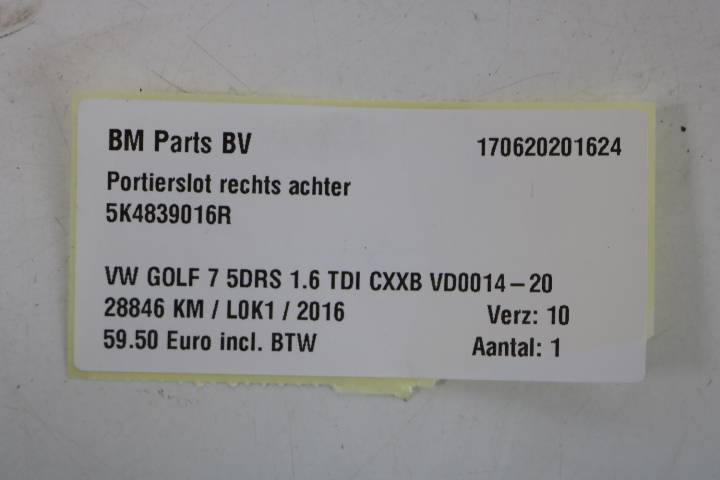 BM Parts BV 170620201624
Portierslot rechts achter
5K4839016R
VW GOLF 7 5DRS 1.6 TDI CXXB VD0014-20
28846 KM / L0K1 / 2016 Verz: 10
59.50 Euro incl. BTW Aantal: 1